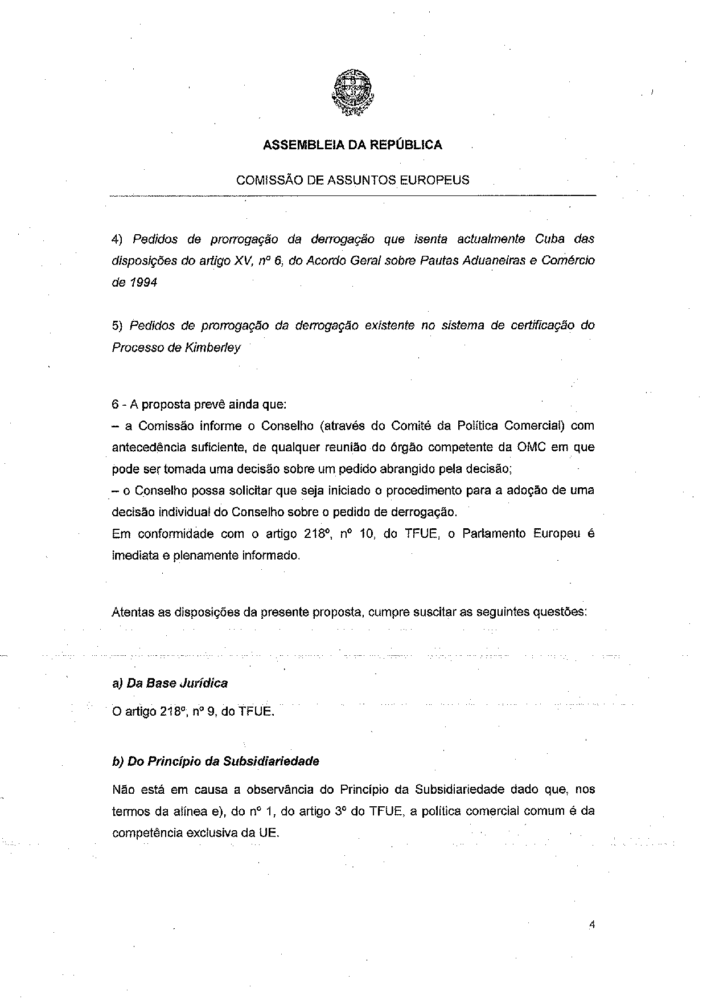 ASSEMBLEIA DA REPÚBLICA
COMISSÃO DE ASSUNTOS EUROPEUS
4) Pedidos de prorrogação da derrogação que isenta actualmente Cuba das
disposições do artigo XV, nº 6, do Acordo Geral sobre Pautas Aduaneiras e Comércio
de 1994
5) Pedidos de prorrogação da derrogação existente no sistema de certificação do
Processo de Kimberley
6 - A proposta prevê ainda que:
– a Comissão informe o Conselho (através do Comité da Política Comercial) com
antecedência suficiente, de qualquer reunião do órgão competente da OMC em que
pode ser tomada uma decisão sobre um pedido abrangido pela decisão;
– o Conselho possa solicitar que seja iniciado o procedimento para a adoção de uma
decisão individual do Conselho sobre o pedido de derrogação.
Em conformidade com o artigo 218º, nº 10, do TFUE, o Parlamento Europeu é
imediata e plenamente informado.
Atentas as disposições da presente proposta, cumpre suscitar as seguintes questões:
a) Da Base Jurídica
O artigo 218º, nº 9, do TFUE.
b) Do Princípio da Subsidiariedade
Não está em causa a observância do Princípio da Subsidiariedade dado que, nos
termos da alínea e), do nº 1, do artigo 3º do TFUE, a politica comercial comum é da
competência exclusiva da UE.
4